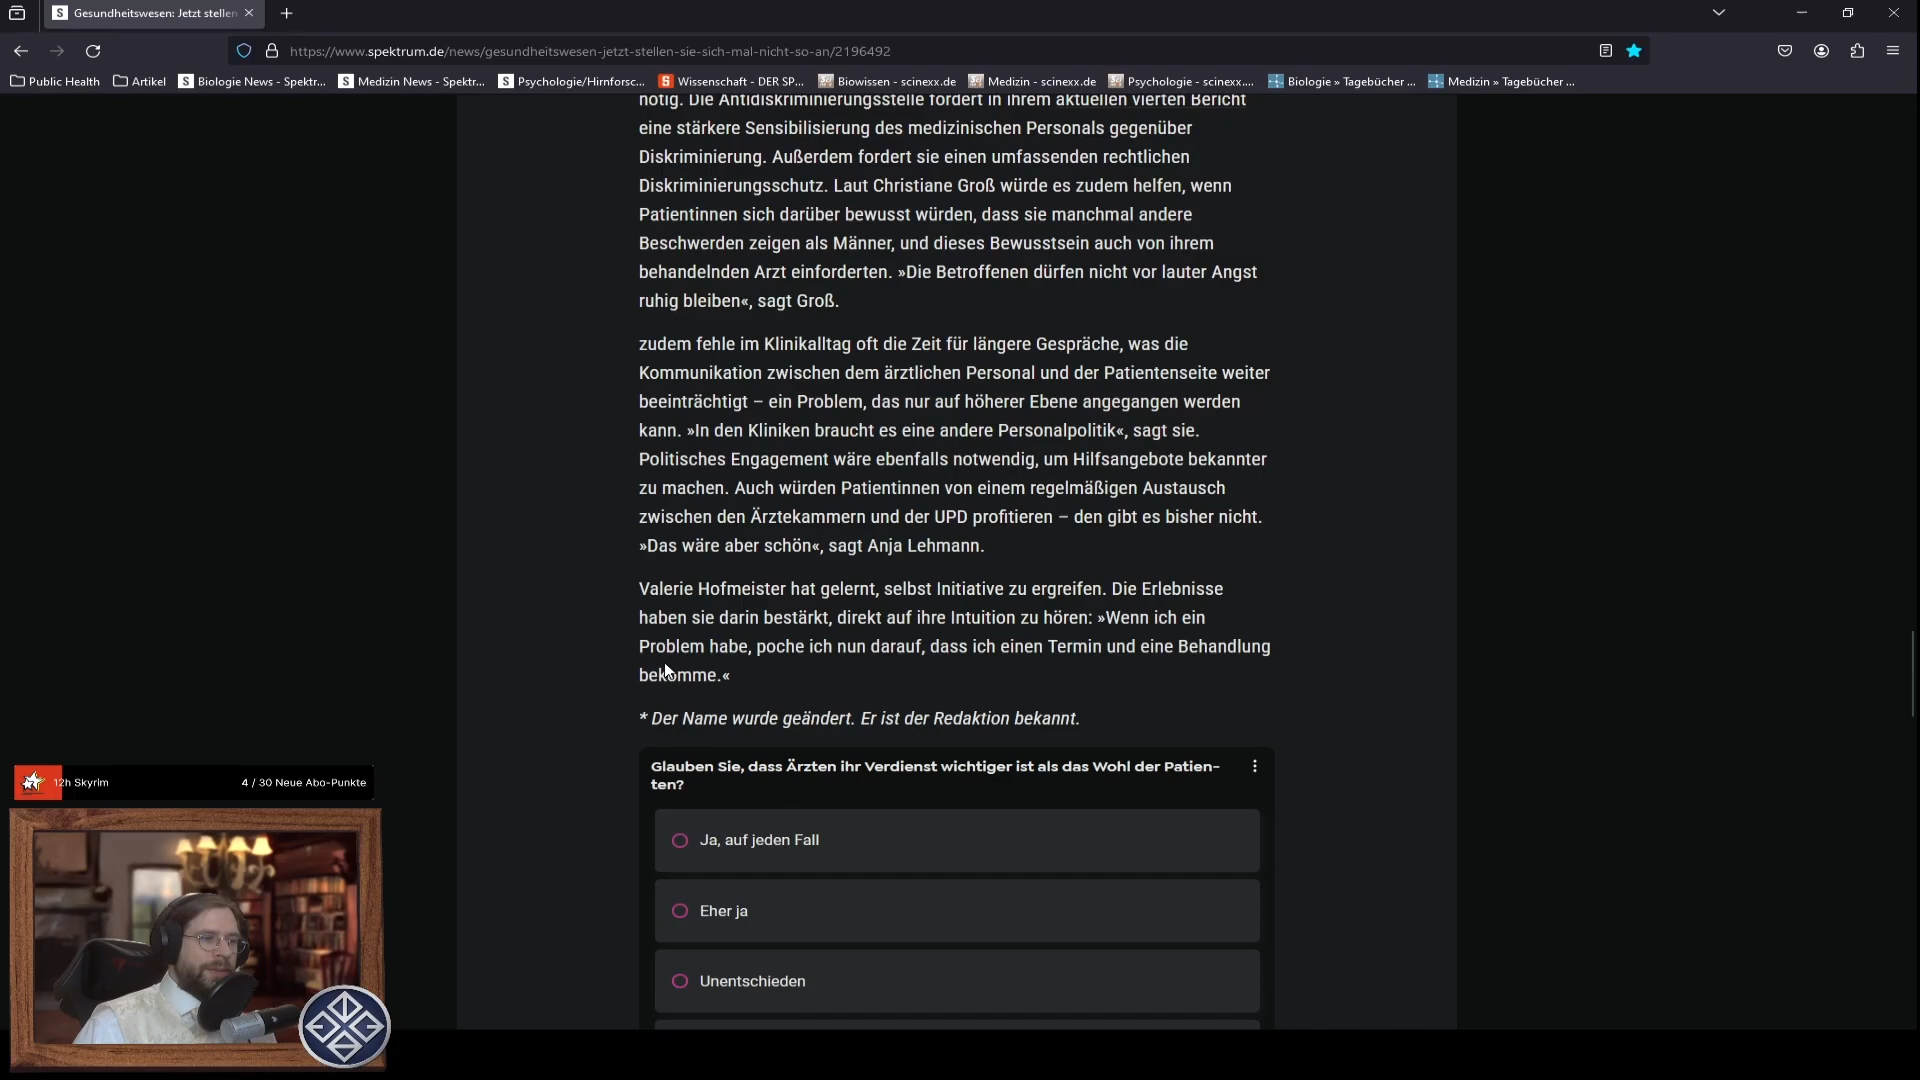 Gesundheitswesen: Jetzt stellen
https://www.spektrum.de/news/gesundheitswesen-jetzt-stellen-sie-sich-mal-nicht-so-an/2196492
Public Health
Artikel
Biologie News - Spektr...
Medizin News - Spektr...
Psychologie/Hirnforsc...
Wissenschaft - DER SP...
Biowissen - scinexx.de
Medizin - scinexx.de
Psychologie - scinexx....
Biologie » Tagebücher ...
Medizin » Tagebücher ...
nötig. Die Antidiskriminierungsstelle fordert in ihrem aktuellen vierten Bericht
eine stärkere Sensibilisierung des medizinischen Personals gegenüber
Diskriminierung. Außerdem fordert sie einen umfassenden rechtlichen
Diskriminierungsschutz. Laut Christiane Groß würde es zudem helfen, wenn
Patientinnen sich darüber bewusst würden, dass sie manchmal andere
Beschwerden zeigen als Männer, und dieses Bewusstsein auch von ihrem
behandelnden Arzt einforderten. »Die Betroffenen dürfen nicht vor lauter Angst
ruhig bleiben«, sagt Groß.
zudem fehle im Klinikalltag oft die Zeit für längere Gespräche, was die
Kommunikation zwischen dem ärztlichen Personal und der Patientenseite weiter
beeinträchtigt – ein Problem, das nur auf höherer Ebene angegangen werden
kann. »In den Kliniken braucht es eine andere Personalpolitik«, sagt sie.
Politisches Engagement wäre ebenfalls notwendig, um Hilfsangebote bekannter
zu machen. Auch würden Patientinnen von einem regelmäßigen Austausch
zwischen den Ärztekammern und der UPD profitieren – den gibt es bisher nicht.
»Das wäre aber schön«, sagt Anja Lehmann.
Valerie Hofmeister hat gelernt, selbst Initiative zu ergreifen. Die Erlebnisse
haben sie darin bestärkt, direkt auf ihre Intuition zu hören: »Wenn ich ein
Problem habe, poche ich nun darauf, dass ich einen Termin und eine Behandlung
bekomme.«
* Der Name wurde geändert. Er ist der Redaktion bekannt.
Glauben Sie, dass Ärzten ihr Verdienst wichtiger ist als das Wohl der Patien-
ten?
Ja, auf jeden Fall
Eher ja
Unentschieden
12h Skyrim 4 / 30 Neue Abo-Punkte